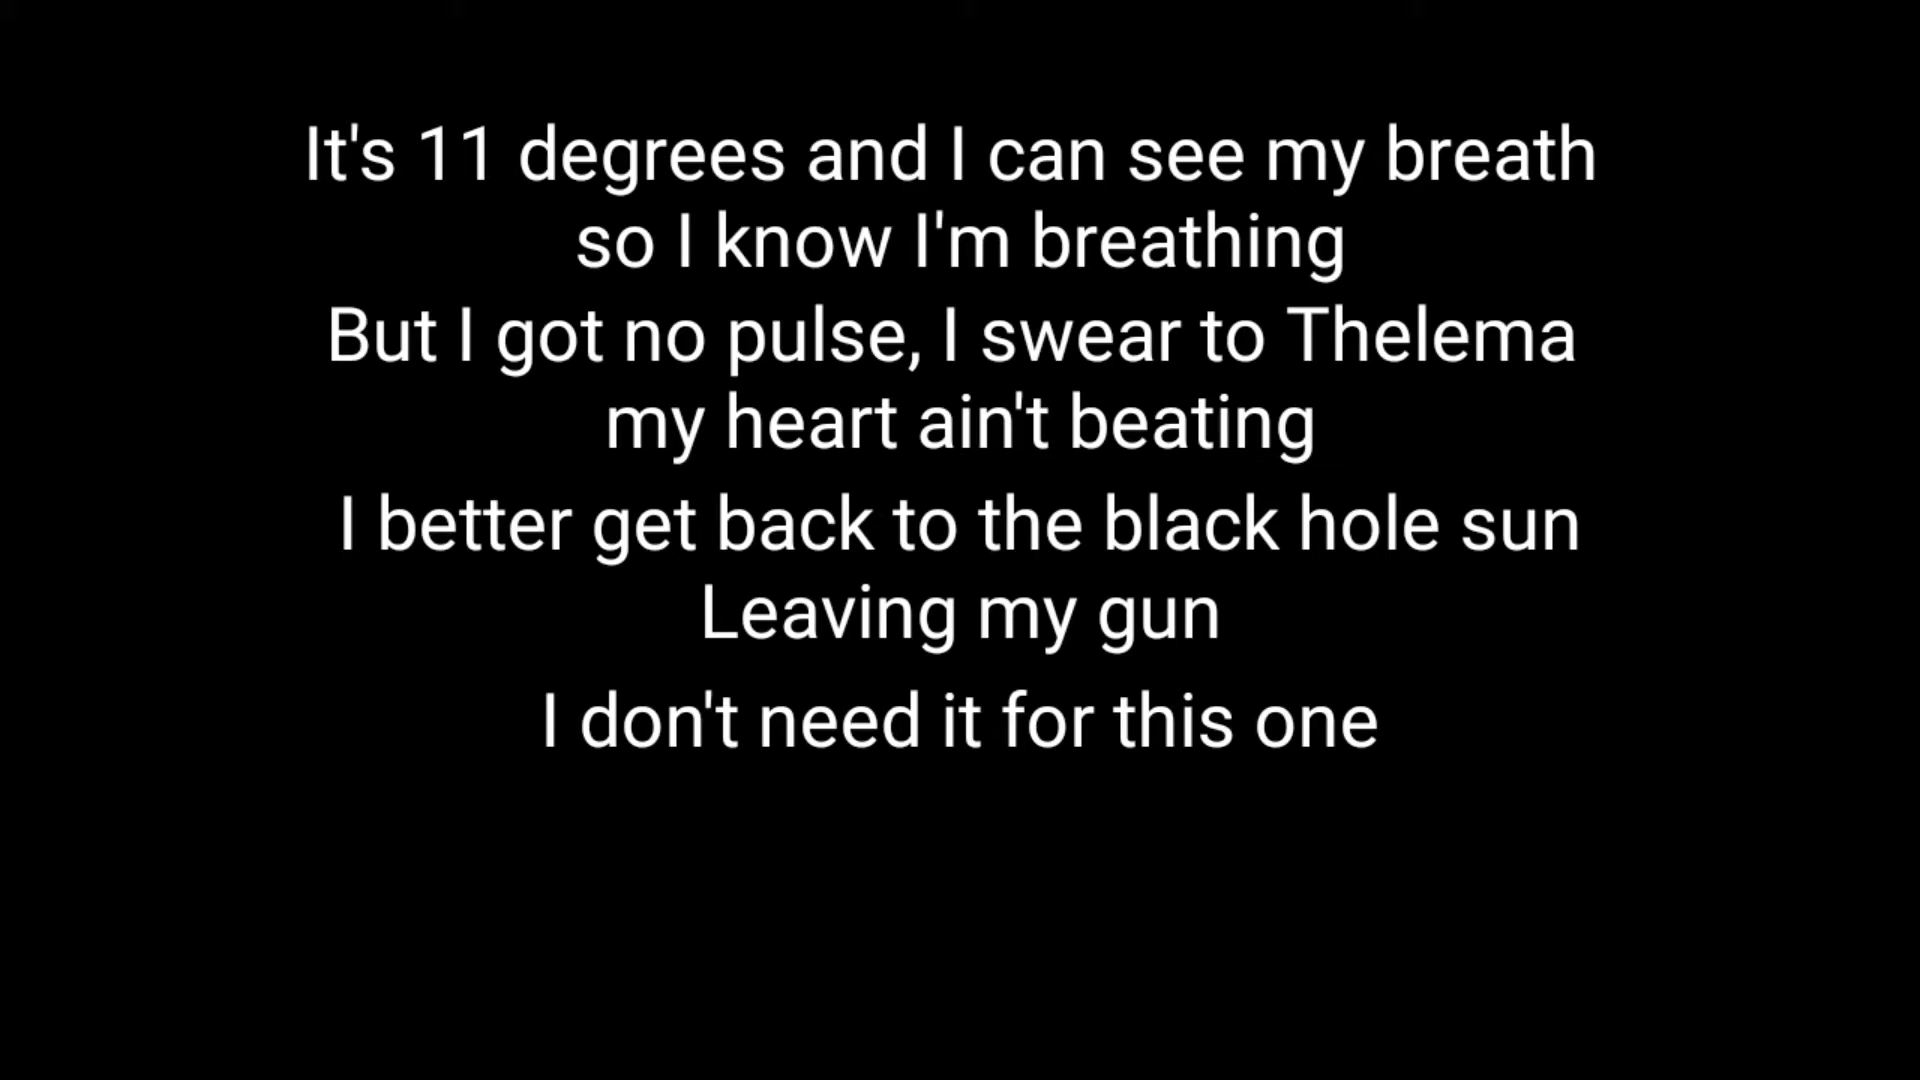 It's 11 degrees and I can see my breath
so I know I'm breathing
But I got no pulse, I swear to Thelema
my heart ain't beating
I better get back to the black hole sun
Leaving my gun
I don't need it for this one